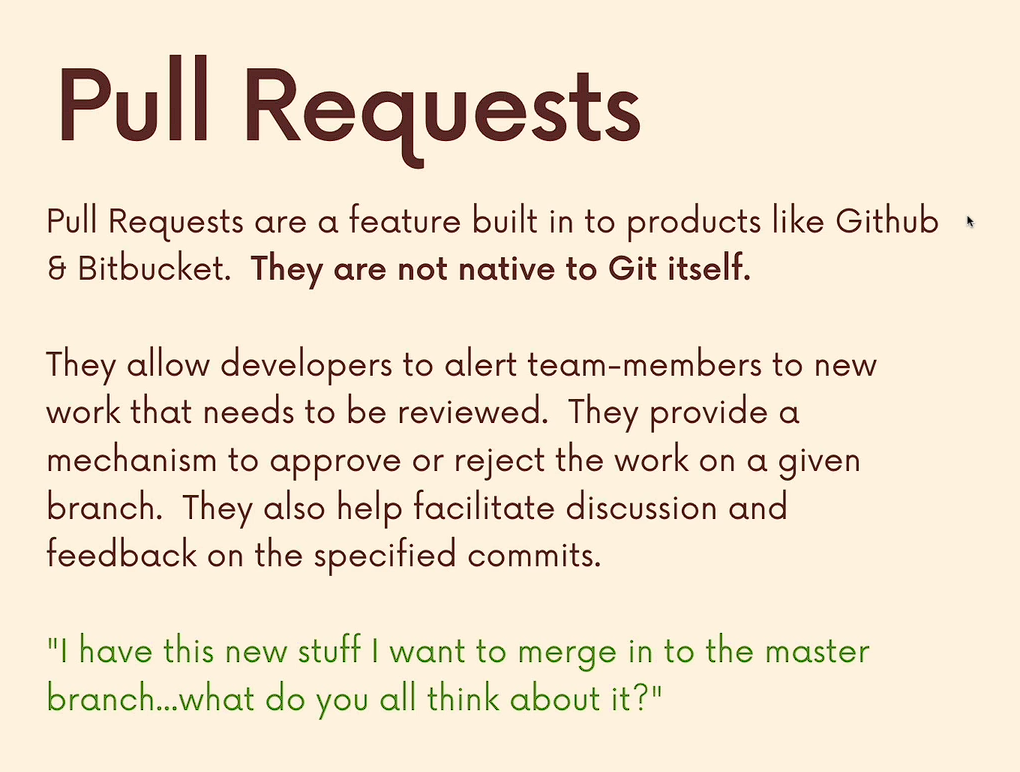 Pull Requests
Pull Requests are a feature built in to products like Github
& Bitbucket.  They are not native to Git itself.
They allow developers to alert team-members to new
work that needs to be reviewed.  They provide a
mechanism to approve or reject the work on a given
branch.  They also help facilitate discussion and
feedback on the specified commits.
"I have this new stuff I want to merge in to the master
branch...what do you all think about it?"